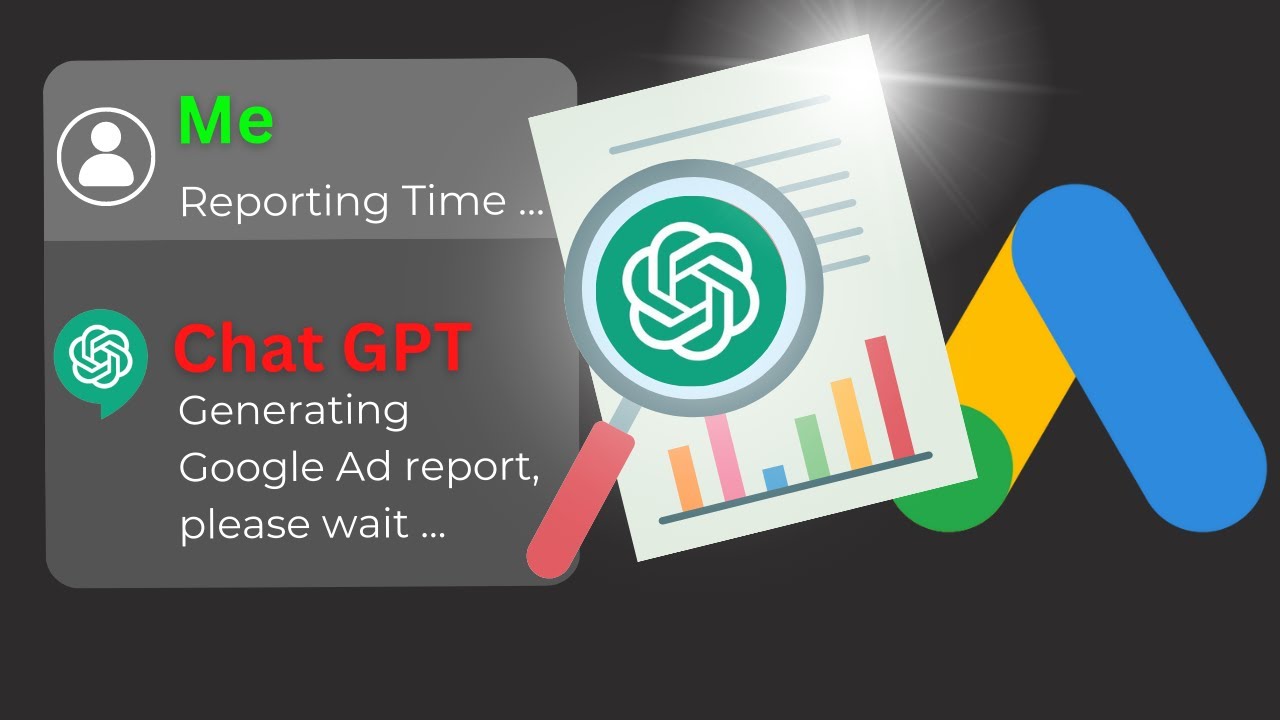 Me
Reporting Time ...
Chat GPT
Generating
Google Ad report,
please wait ...